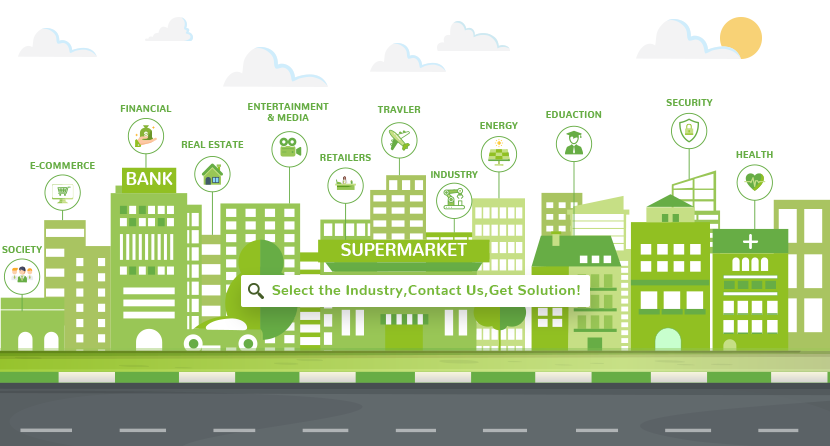 SOCIETY
E-COMMERCE
FINANCIAL
BANK
REAL ESTATE
ENTERTAINMENT
& MEDIA
RETAILERS
TRAVLER
INDUSTRY
ENERGY
EDUACTION
SECURITY
HEALTH
SUPERMARKET
Select the Industry,Contact Us,Get Solution!